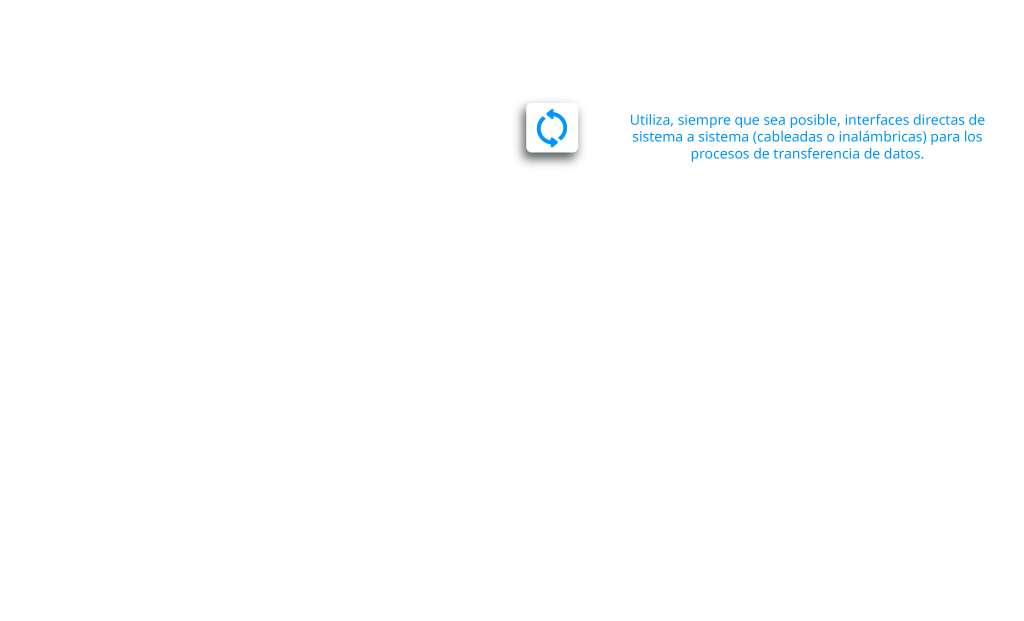 Utiliza, siempre que sea posible, interfaces directas de
sistema a sistema (cableadas o inalámbricas) para los
procesos de transferencia de datos.